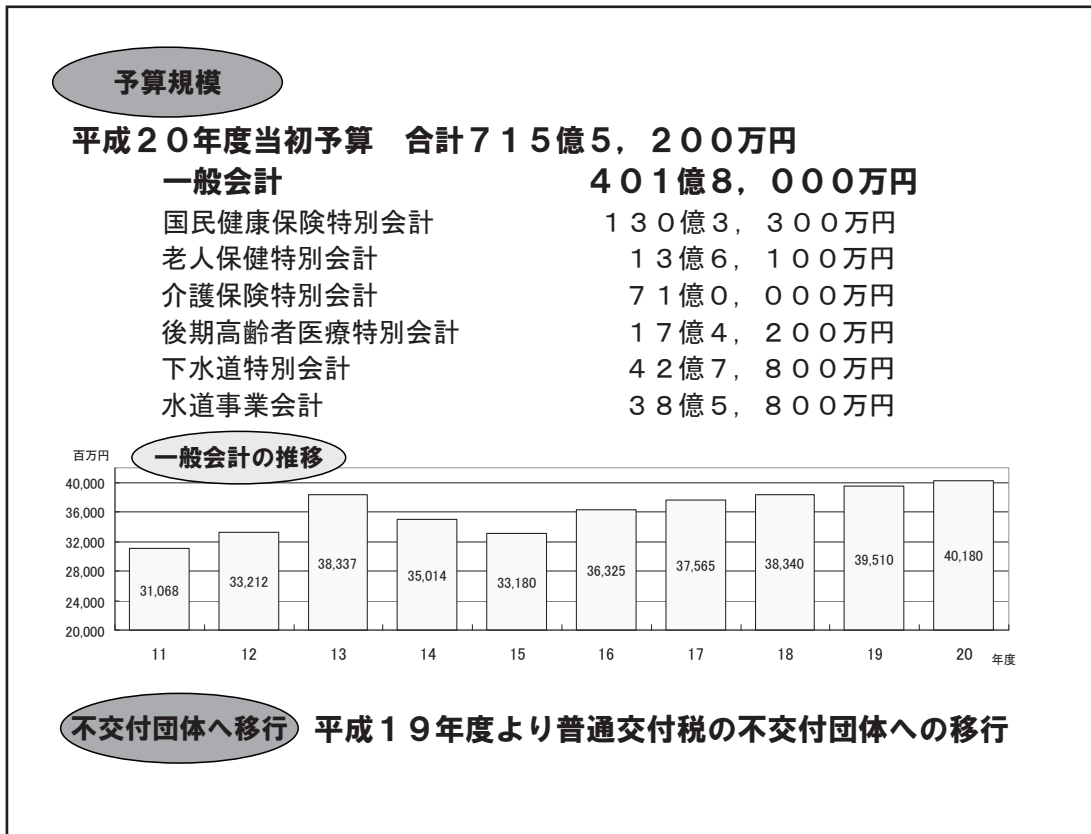 予算規模
平成２０年度当初予算　合計７１５億５，２００万円
一般会計　４０１億８，０００万円
国民健康保険特別会計　１３０億３，３００万円
老人保健特別会計　１３億６，１００万円
介護保険特別会計　７１億０，０００万円
後期高齢者医療特別会計　１７億４，２００万円
下水道特別会計　４２億７，８００万円
水道事業会計　３８億５，８００万円
百万円
一般会計の推移
40,000
36,000
32,000
28,000
24,000
20,000
31,068 33,212 38,337 35,014 33,180 36,325 37,565 38,340 39,510 40,180
11 12 13 14 15 16 17 18 19 20 年度
不交付団体へ移行　平成１９年度より普通交付税の不交付団体への移行